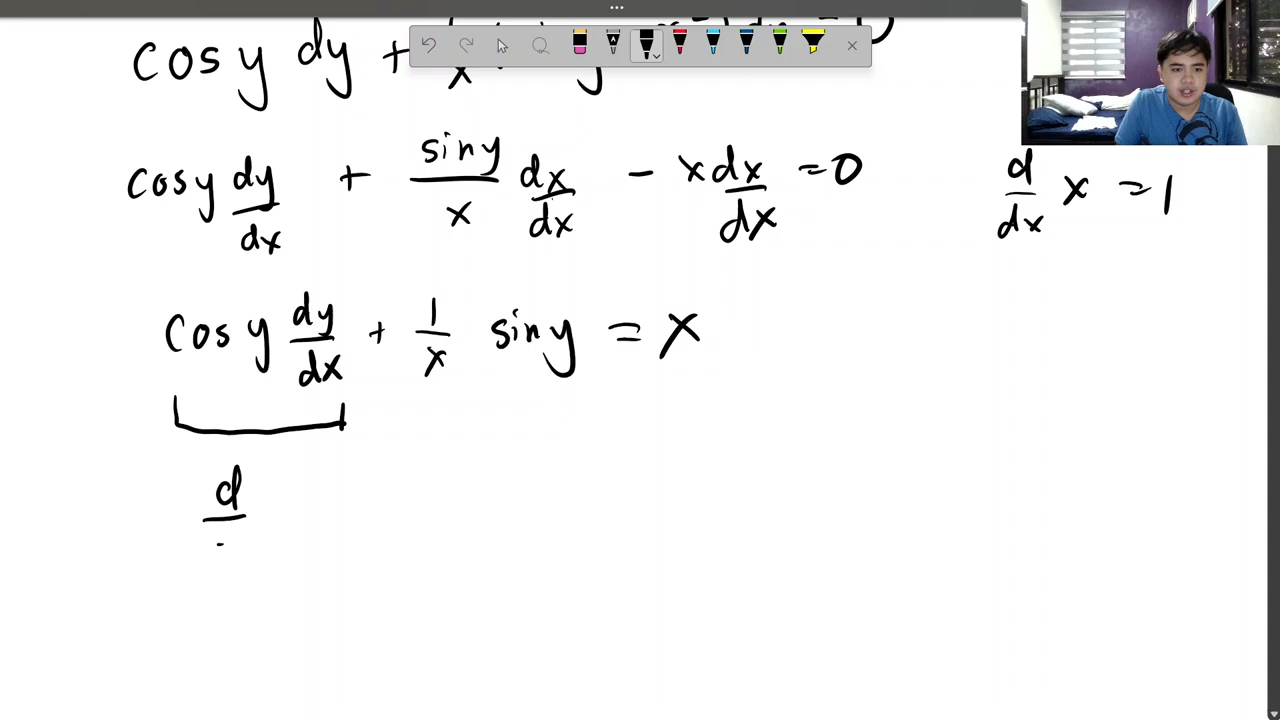 cos y dy +
cos y dy/dx + sin y/x dx/dx - x dx/dx = 0
d/dx x = 1
cos y dy/dx + 1/x sin y = x
d